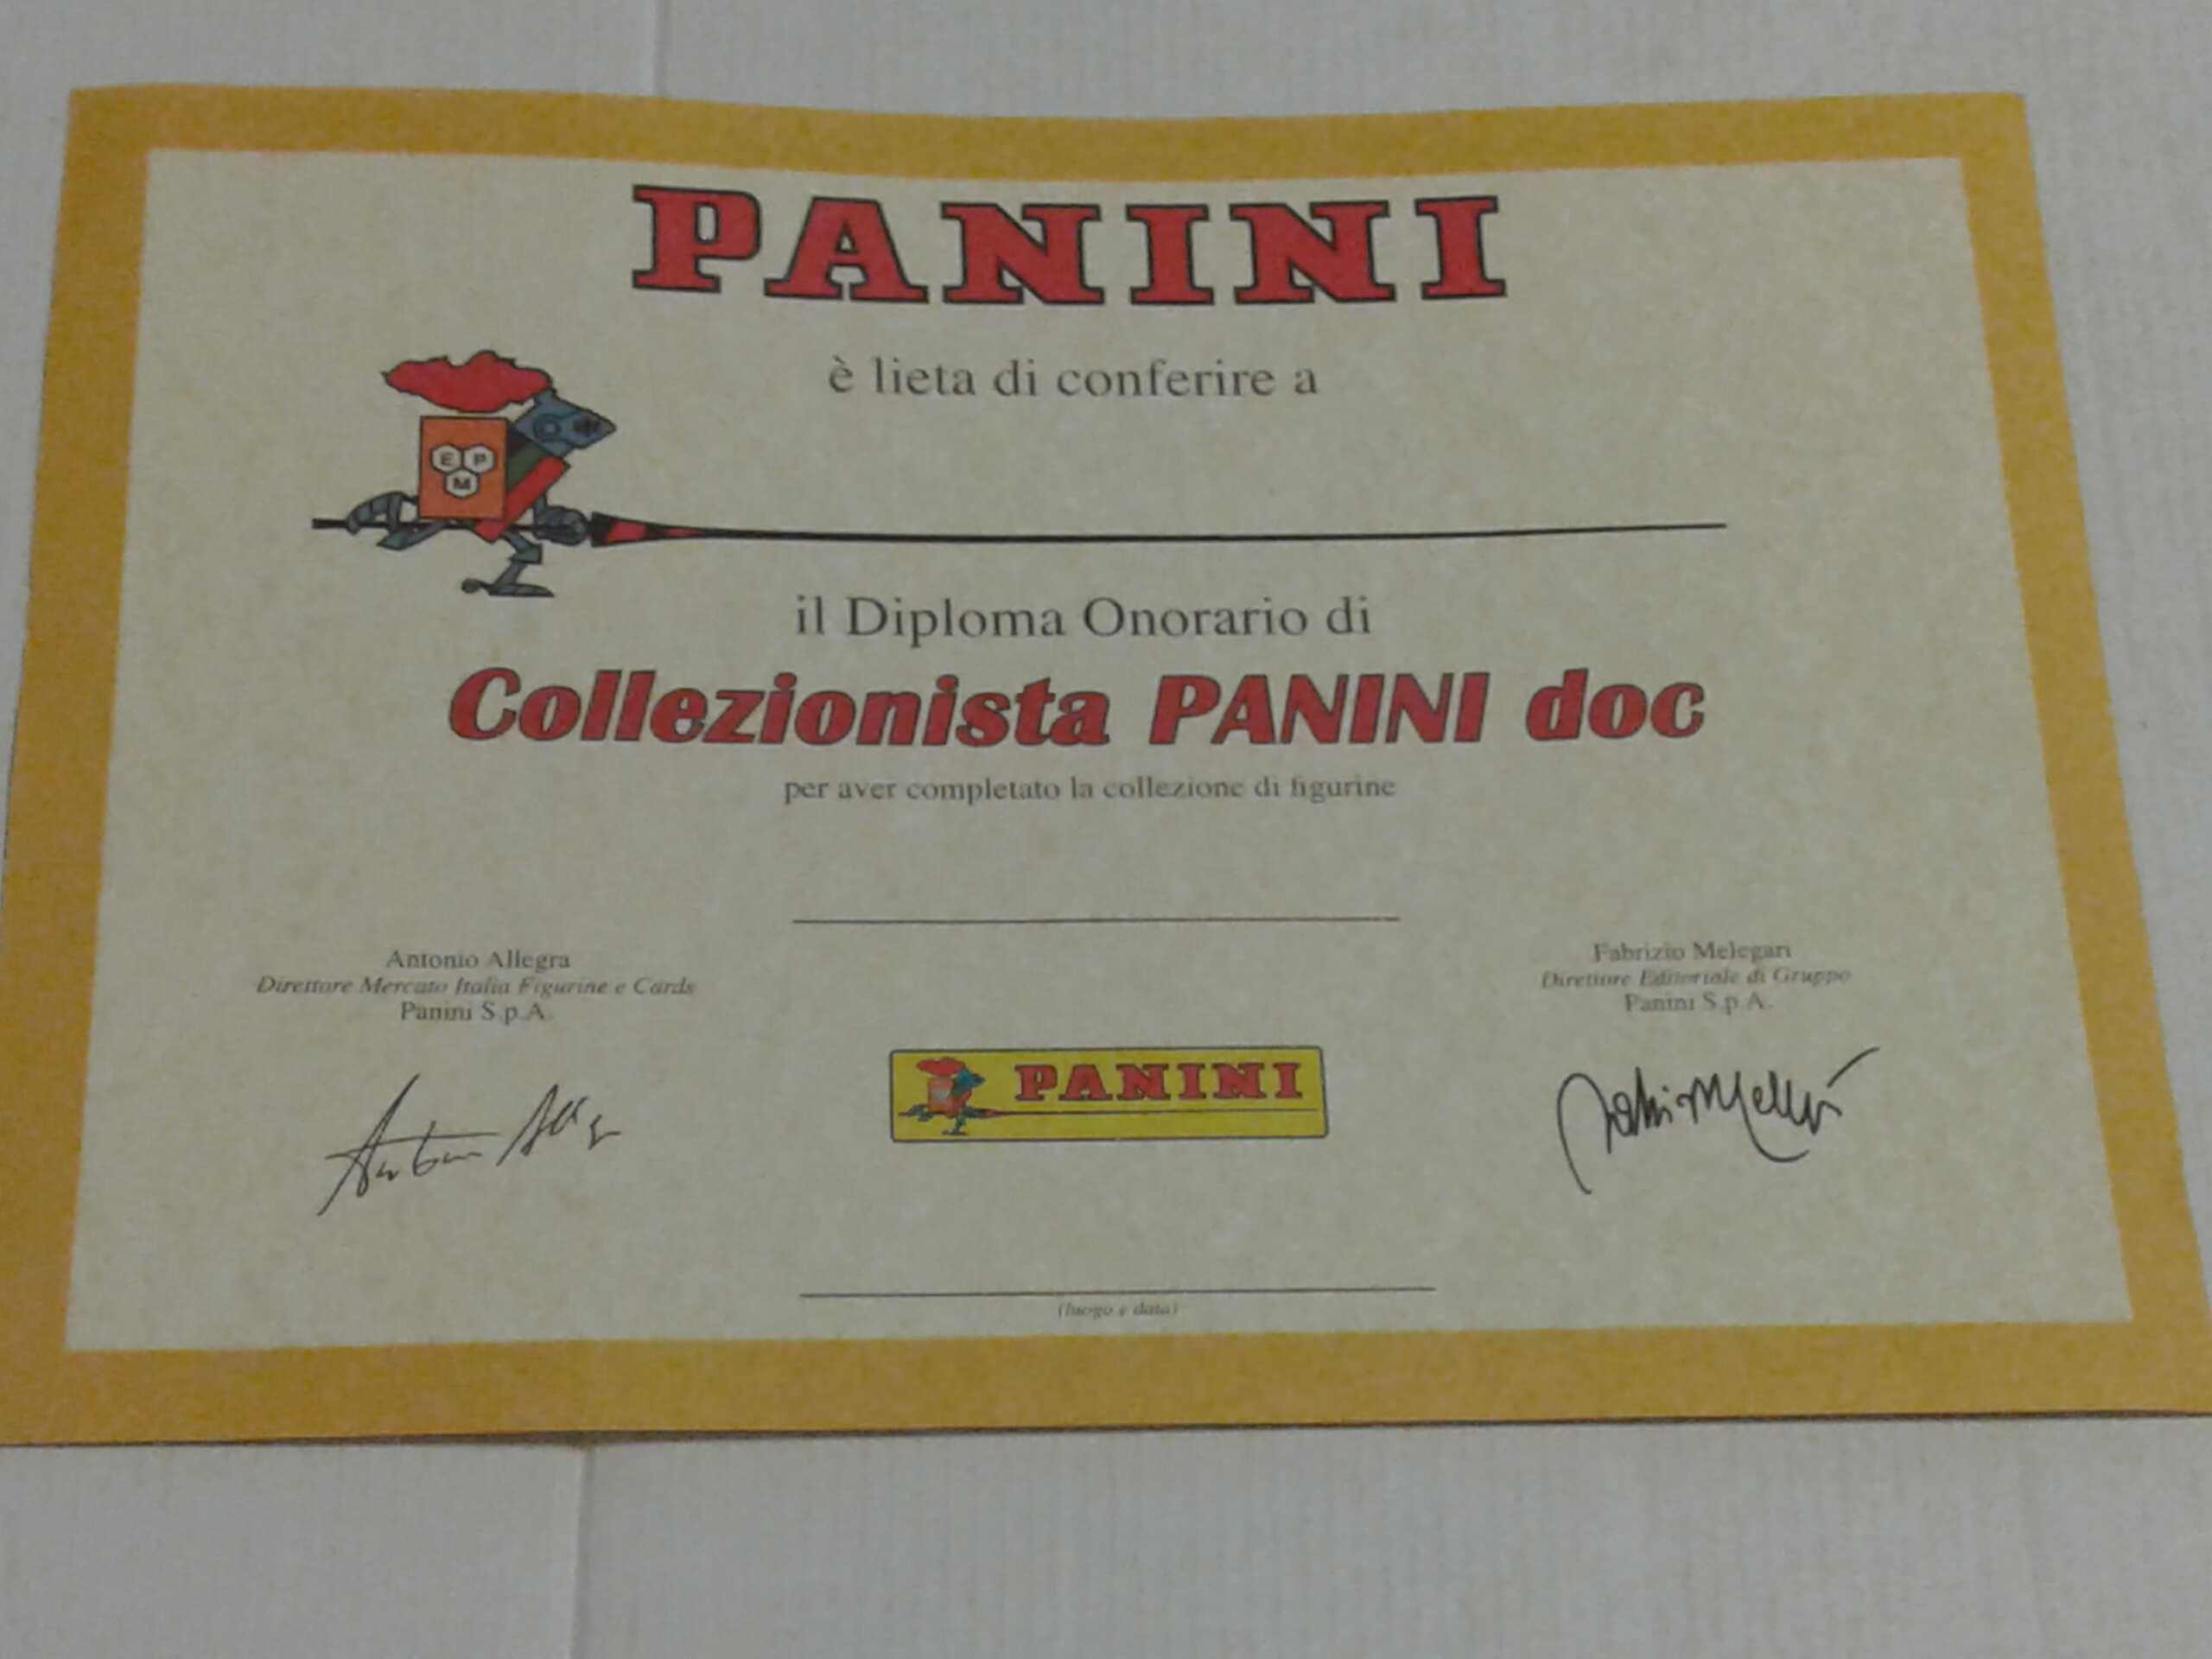 PANINI
è lieta di conferire a
E P
M
il Diploma Onorario di
Collezionista PANINI doc
per aver completato la collezione di figurine
Antonio Allegra
Direttore Mercato Italia Figurine e Cards
Panini S.p.A.
Fabrizio Melegari
Direttore Editoriale di Gruppo
Panini S.p.A.
PANINI
(luogo e data)